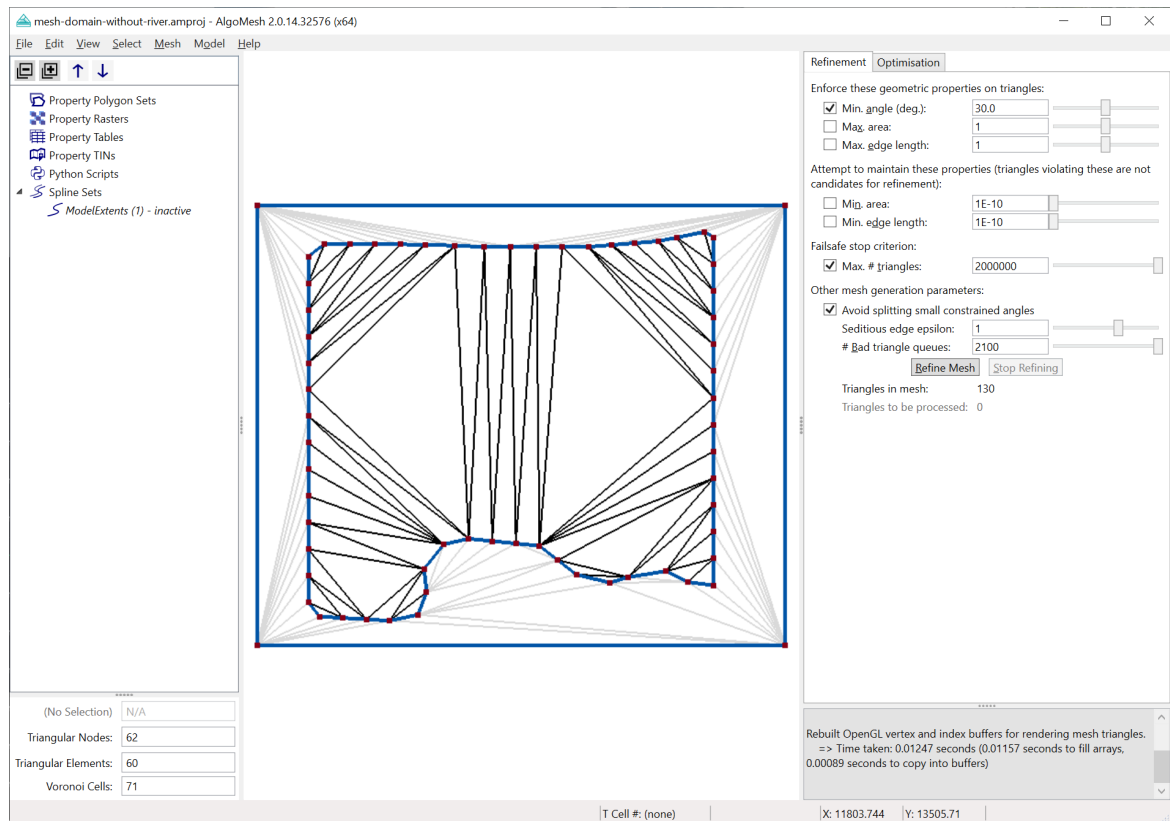 mesh-domain-without-river.amproj - AlgoMesh 2.0.14.32576 (x64)
File Edit View Select Mesh Model Help
Property Polygon Sets
Property Rasters
Property Tables
Property TINs
Python Scripts
Spline Sets
ModelExtents (1) - inactive
(No Selection) N/A
Triangular Nodes: 62
Triangular Elements: 60
Voronoi Cells: 71
Refinement Optimisation
Enforce these geometric properties on triangles:
Min. angle (deg.): 30.0
Max. area: 1
Max. edge length: 1
Attempt to maintain these properties (triangles violating these are not
candidates for refinement):
Min. area: 1E-10
Min. edge length: 1E-10
Failsafe stop criterion:
Max. # triangles: 2000000
Other mesh generation parameters:
Avoid splitting small constrained angles
Seditious edge epsilon: 1
# Bad triangle queues: 2100
Refine Mesh Stop Refining
Triangles in mesh: 130
Triangles to be processed: 0
Rebuilt OpenGL vertex and index buffers for rendering mesh triangles.
=> Time taken: 0.01247 seconds (0.01157 seconds to fill arrays,
0.00089 seconds to copy into buffers)
T Cell #: (none) X: 11803.744 Y: 13505.71